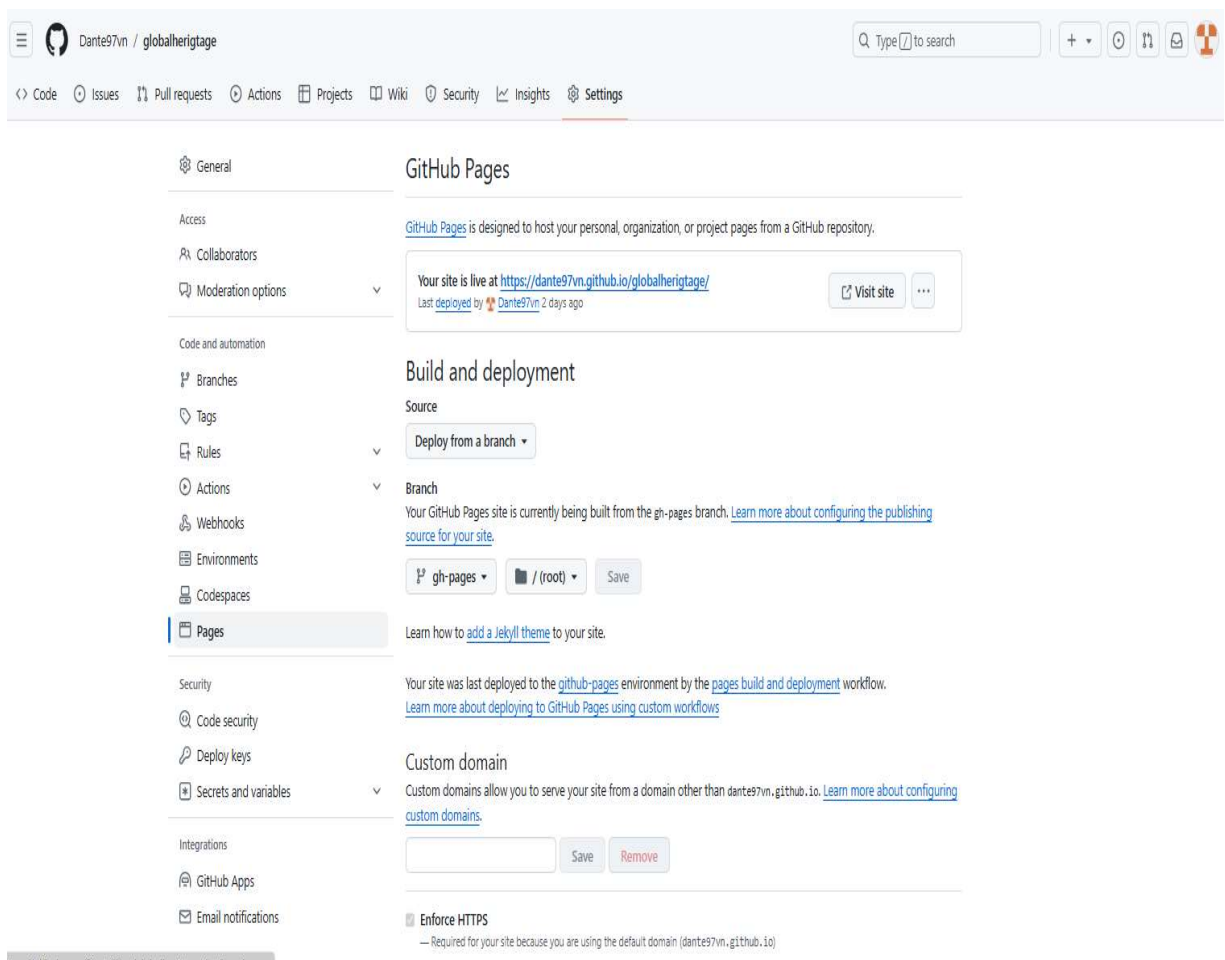 Dante97vn / globalherigtage
Type / to search
Code Issues Pull requests Actions Projects Wiki Security Insights Settings
General
Access
Collaborators
Moderation options
Code and automation
Branches
Tags
Rules
Actions
Webhooks
Environments
Codespaces
Pages
Security
Code security
Deploy keys
Secrets and variables
Integrations
GitHub Apps
Email notifications
GitHub Pages
GitHub Pages is designed to host your personal, organization, or project pages from a GitHub repository.
Your site is live at https://dante97vn.github.io/globalherigtage/
Last deployed by Dante97vn 2 days ago
Visit site
Build and deployment
Source
Deploy from a branch
Branch
Your GitHub Pages site is currently being built from the gh-pages branch. Learn more about configuring the publishing
source for your site.
gh-pages / (root) Save
Learn how to add a Jekyll theme to your site.
Your site was last deployed to the github-pages environment by the pages build and deployment workflow.
Learn more about deploying to GitHub Pages using custom workflows
Custom domain
Custom domains allow you to serve your site from a domain other than dante97vn.github.io. Learn more about configuring
custom domains.
Save Remove
Enforce HTTPS
— Required for your site because you are using the default domain (dante97vn.github.io)